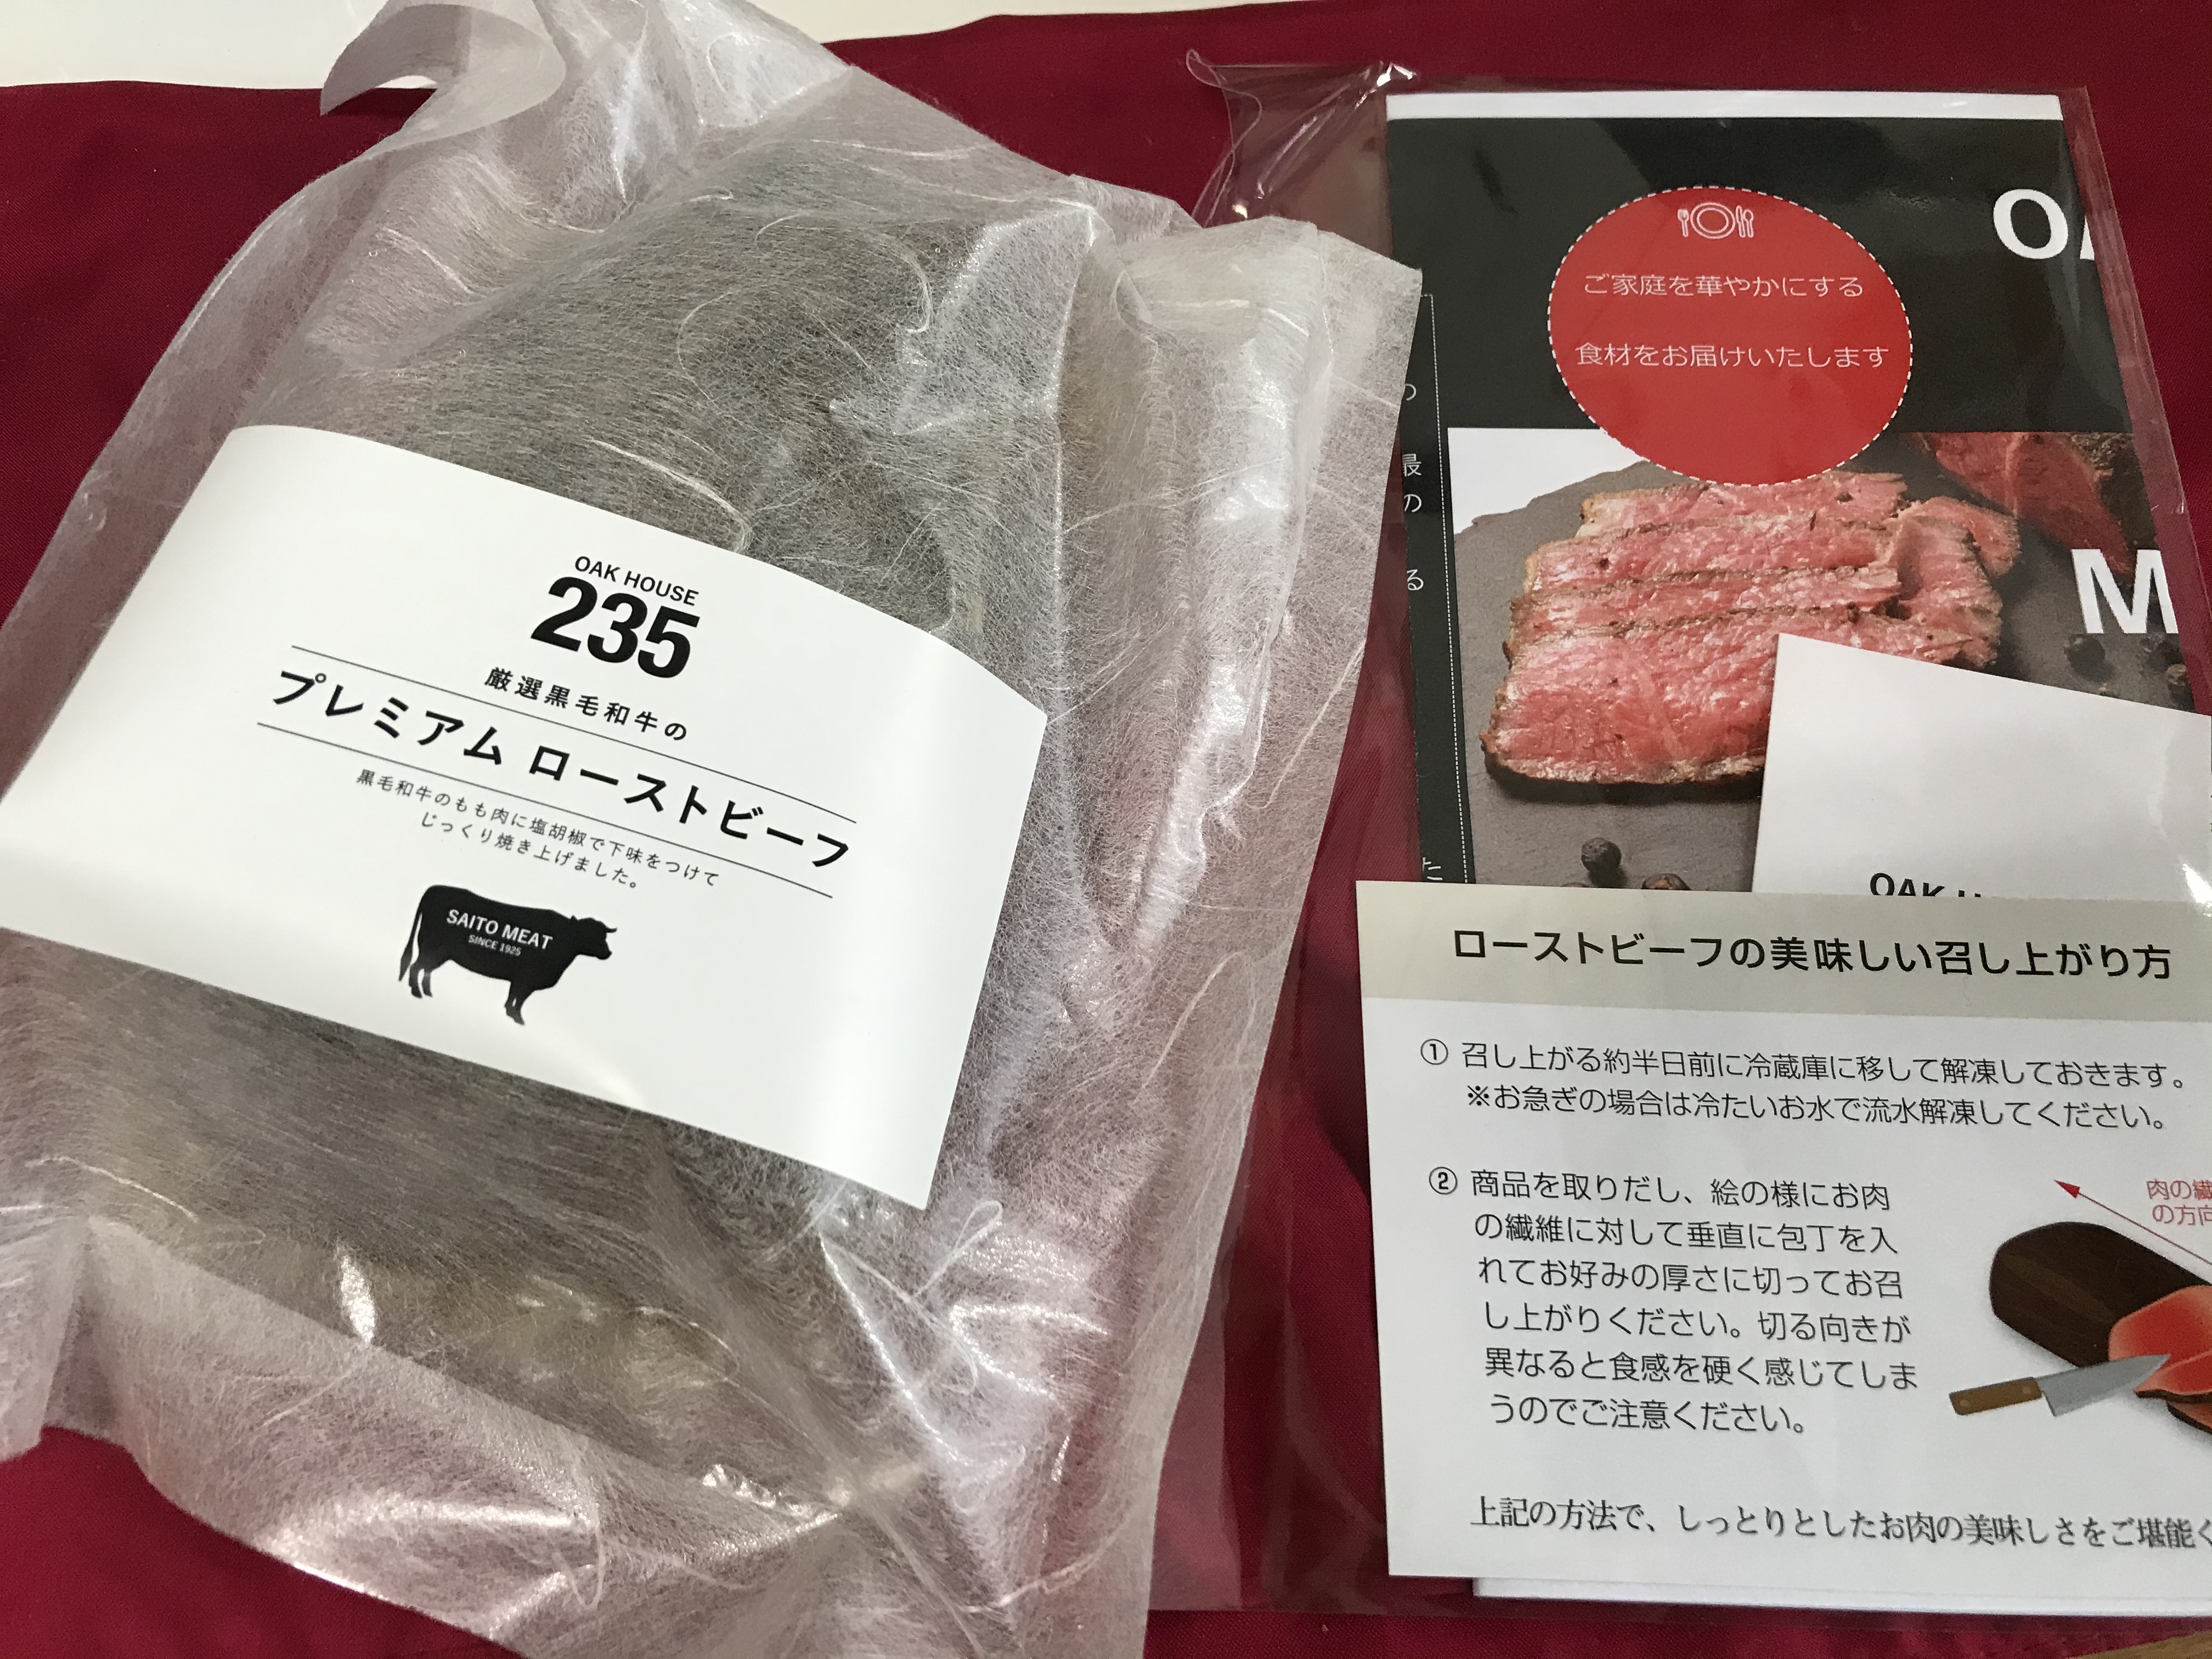 OAK HOUSE
235
厳選黒毛和牛の
プレミアム ローストビーフ
黒毛和牛のもも肉に塩胡椒で下味をつけて
じっくり焼き上げました。
SAITO MEAT
SINCE 1925
ご家庭を華やかにする
食材をお届けいたします
最
の
る
た
M
OAK
ローストビーフの美味しい召し上がり方
① 召し上がる約半日前に冷蔵庫に移して解凍しておきます。
※お急ぎの場合は冷たいお水で流水解凍してください。
② 商品を取りだし、絵の様にお肉
の繊維に対して垂直に包丁を入
れてお好みの厚さに切ってお召
し上がりください。切る向きが
異なると食感を硬く感じてしま
うのでご注意ください。
肉の繊
の方向
上記の方法で、しっとりとしたお肉の美味しさをご堪能く